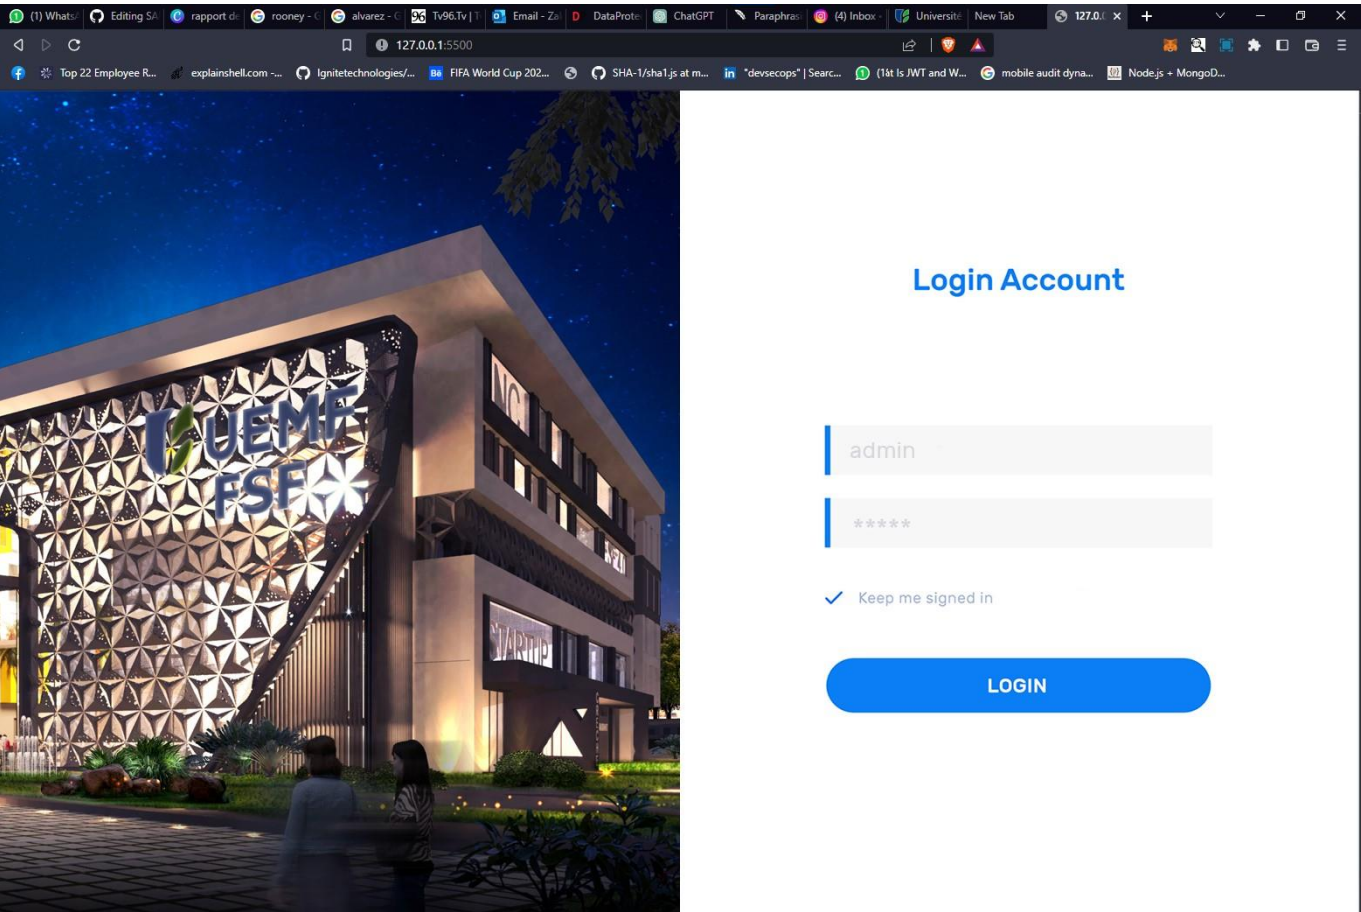 (1) Whats
Editing SA
rapport de
rooney - G
alvarez - G
96 Tv96.Tv | T
Email - Za
D DataProte
ChatGPT
Paraphras
(4) Inbox -
Université
New Tab
127.0.
127.0.0.1:5500
Top 22 Employee R...
explainshell.com -...
Ignitetechnologies/...
Bē FIFA World Cup 202...
SHA-1/sha1.js at m...
in "devsecops" | Searc...
(1ât Is JWT and W...
mobile audit dyna...
Node.js + MongoD...
Login Account
admin
*****
Keep me signed in
LOGIN
UEMF
FSF
STARTUP